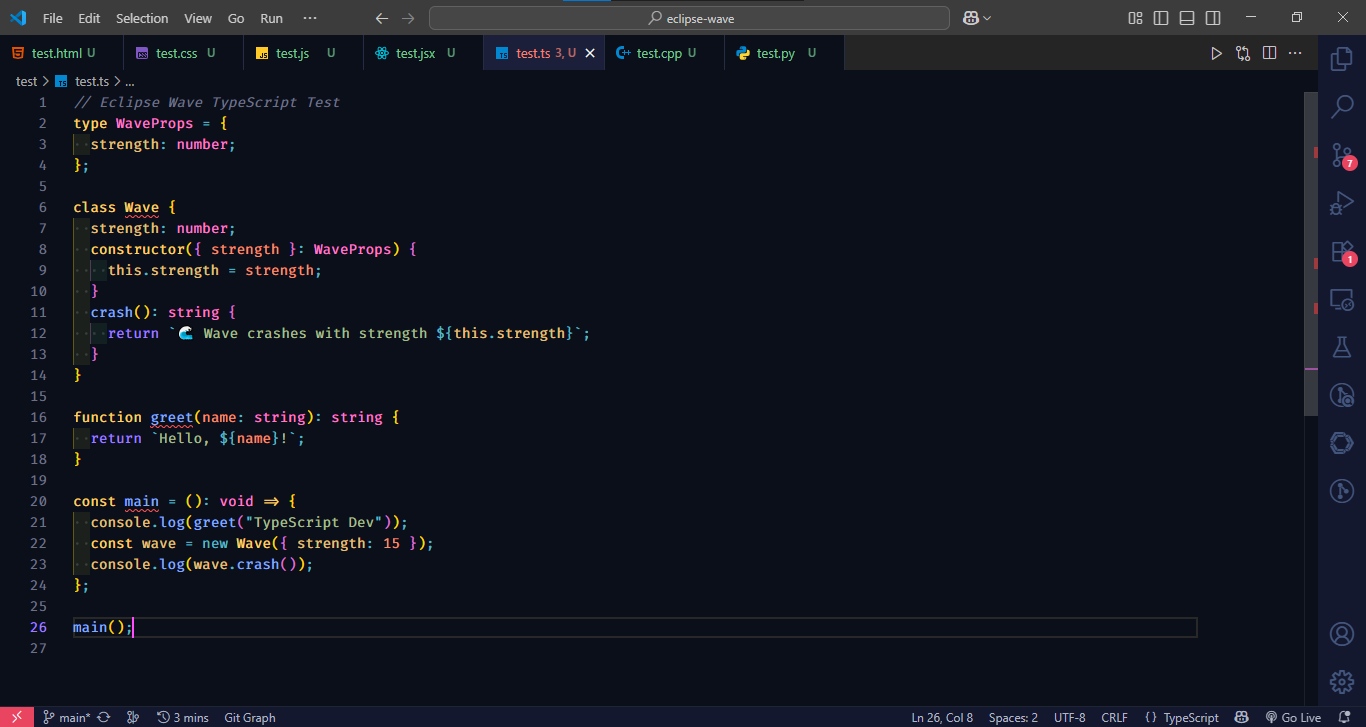 File Edit Selection View Go Run ···
eclipse-wave
test.html U test.css U JS test.js U test.jsx U TS test.ts 3, U test.cpp U test.py U
test > TS test.ts > ...
1 // Eclipse Wave TypeScript Test
2 type WaveProps = {
3 strength: number;
4 };
5
6 class Wave {
7 strength: number;
8 constructor({ strength }: WaveProps) {
9 this.strength = strength;
10 }
11 crash(): string {
12 return `🌊 Wave crashes with strength ${this.strength}`;
13 }
14 }
15
16 function greet(name: string): string {
17 return `Hello, ${name}!`;
18 }
19
20 const main = (): void => {
21 console.log(greet("TypeScript Dev"));
22 const wave = new Wave({ strength: 15 });
23 console.log(wave.crash());
24 };
25
26 main();
27
7
1
main* 3 mins Git Graph Ln 26, Col 8 Spaces: 2 UTF-8 CRLF {} TypeScript Go Live